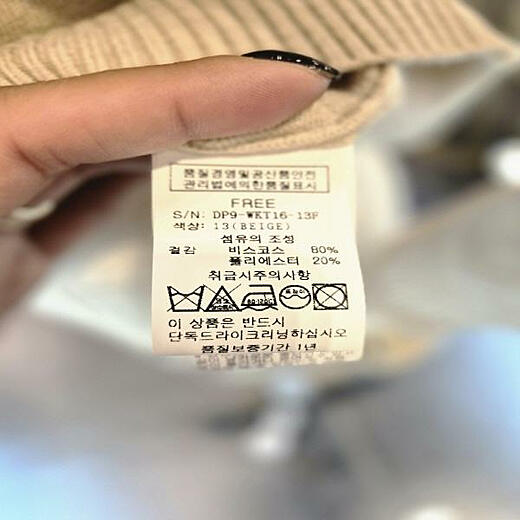 품질경영및공산품안전
관리법에의한품질표시
FREE
S/N: DP9-WKT16-13F
색상: 13(BEIGE)
섬유의 조성
겉감 비스코스 80%
폴리에스터 20%
취급시주의사항
이 상품은 반드시
단독드라이크리닝하십시오
품질보증기간 1년